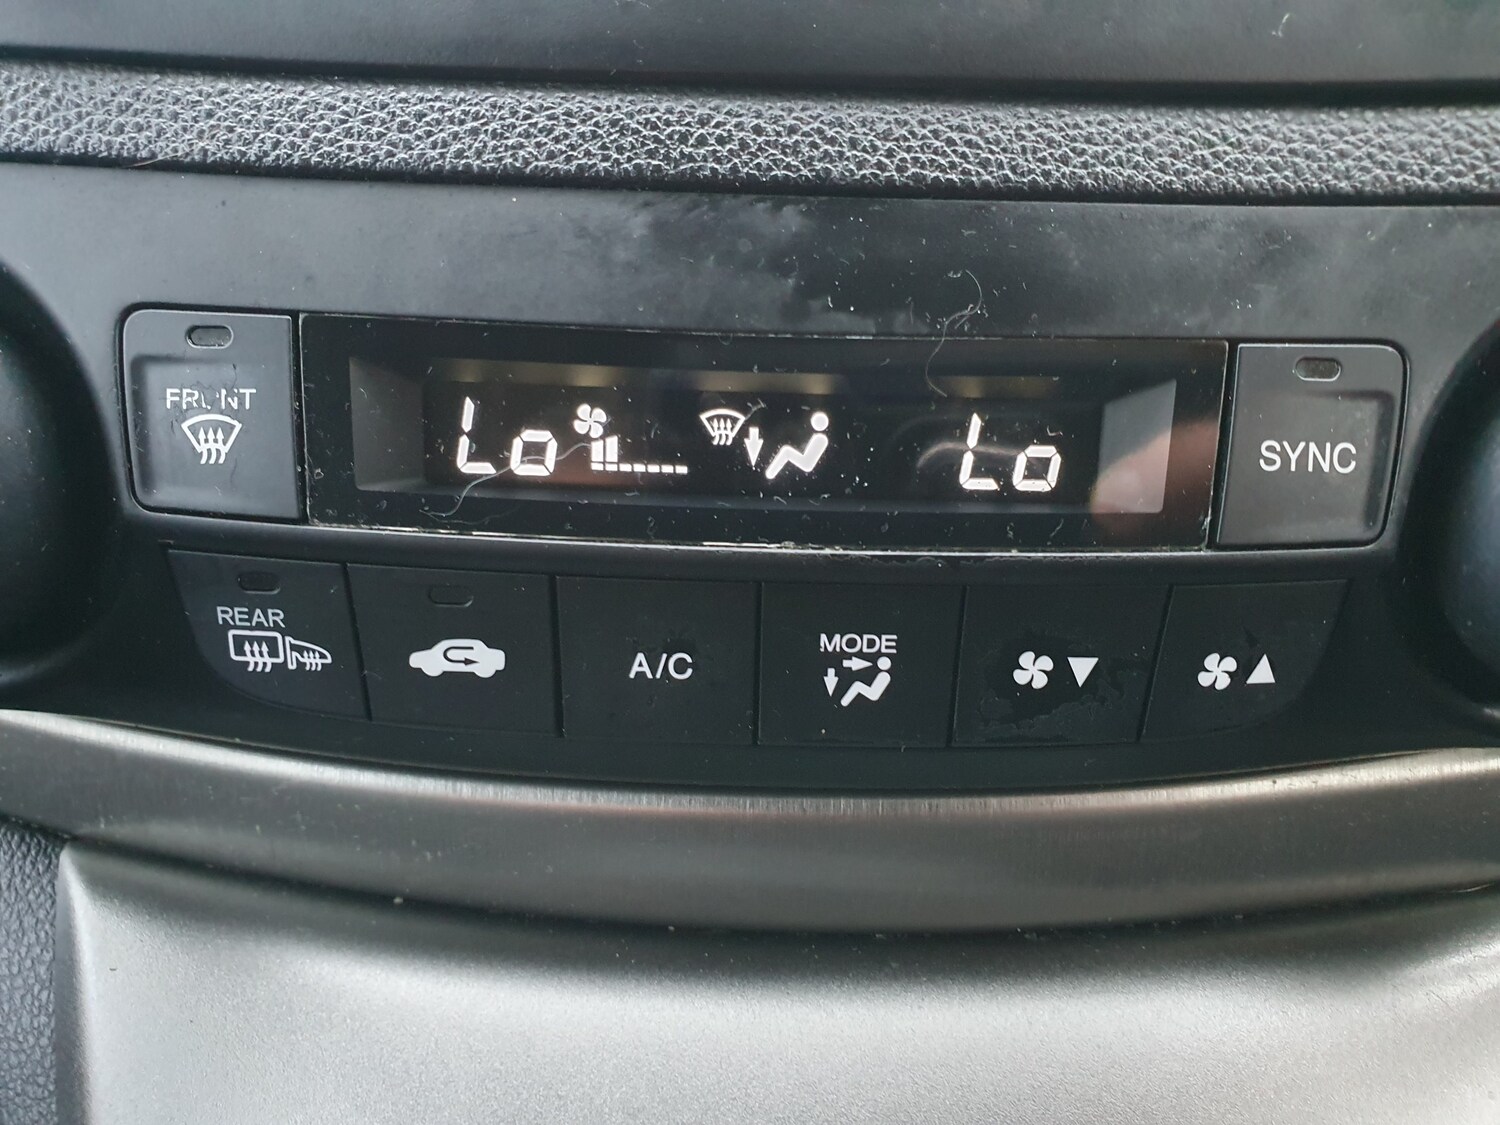 FRONT
Lo Lo
SYNC
REAR
A/C
MODE